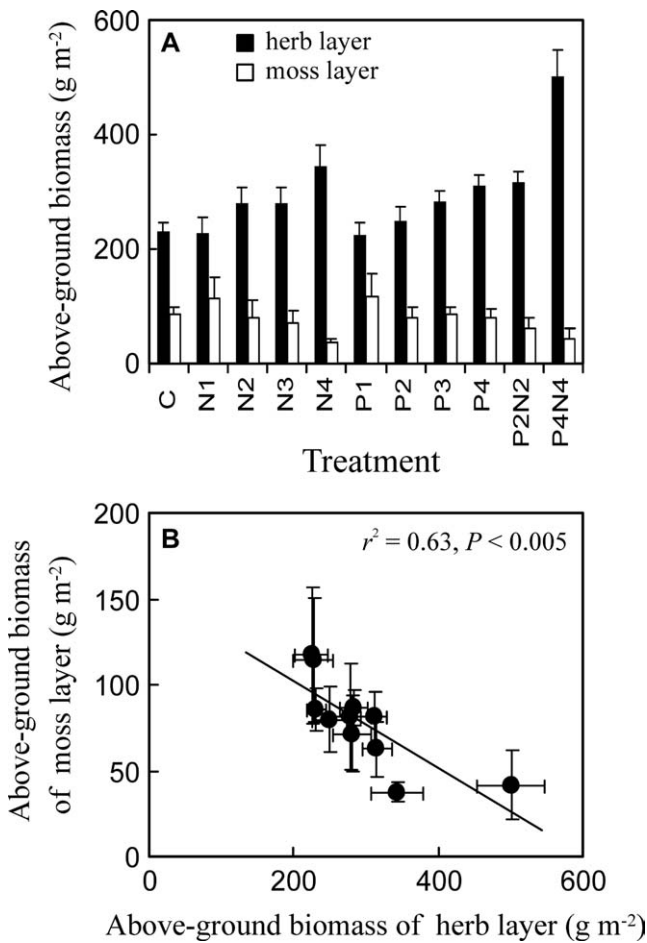 600
A
herb layer
moss layer
400
200
0
Above-ground biomass (g m-2)
C
N1
N2
N3
N4
P1
P2
P3
P4
P2N2
P4N4
Treatment
200
B
r² = 0.63, P < 0.005
150
100
50
0
Above-ground biomass
of moss layer (g m-2)
0 200 400 600
Above-ground biomass of herb layer (g m-2)